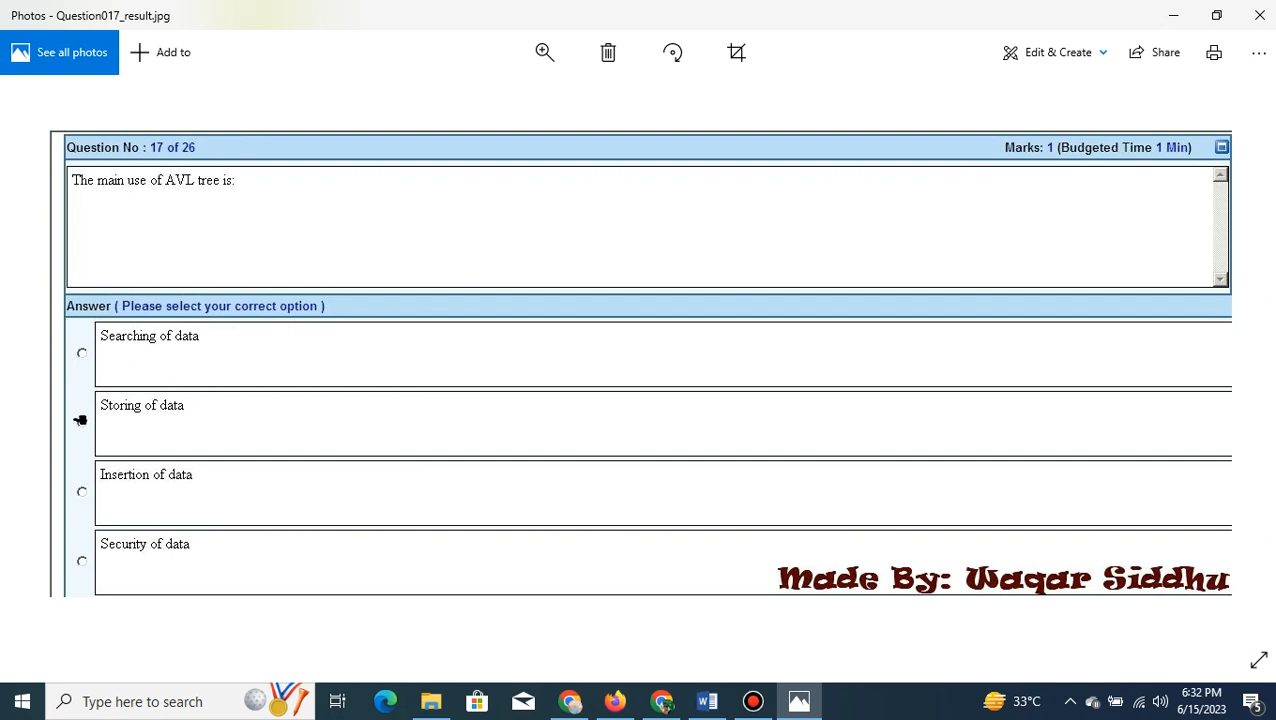 Photos - Question017_result.jpg
See all photos
Add to
Edit & Create
Share
Question No : 17 of 26
Marks: 1 (Budgeted Time 1 Min)
The main use of AVL tree is:
Answer ( Please select your correct option )
Searching of data
Storing of data
Insertion of data
Security of data
Made By: Waqar Siddhu
Type here to search
33°C
6:32 PM
6/15/2023
5